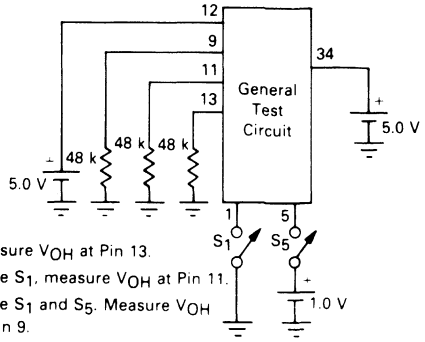 12
9
11
13
34
General
Test
Circuit
+
5.0 V
48 k
48 k
48 k
+
5.0 V
1
5
S1
S5
+
1.0 V
sure VOH at Pin 13.
e S1, measure VOH at Pin 11.
e S1 and S5. Measure VOH
n 9.